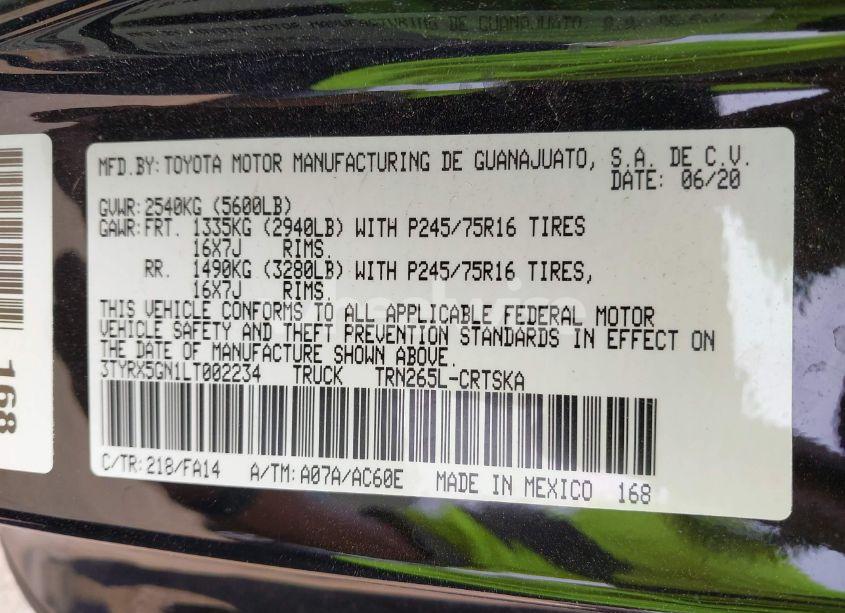 MFD.BY: TOYOTA MOTOR MANUFACTURING DE GUANAJUATO, S.A. DE C.V.
DATE: 06/20
GVWR: 2540KG (5600LB)
GAWR: FRT. 1335KG (2940LB) WITH P245/75R16 TIRES
16X7J RIMS.
RR. 1490KG (3280LB) WITH P245/75R16 TIRES,
16X7J RIMS.
THIS VEHICLE CONFORMS TO ALL APPLICABLE FEDERAL MOTOR
VEHICLE SAFETY AND THEFT PREVENTION STANDARDS IN EFFECT ON
THE DATE OF MANUFACTURE SHOWN ABOVE.
3TYRX5GN1LT002234 TRUCK TRN265L-CRTSKA
C/TR: 218/FA14 A/TM: A07A/AC60E MADE IN MEXICO 168
168